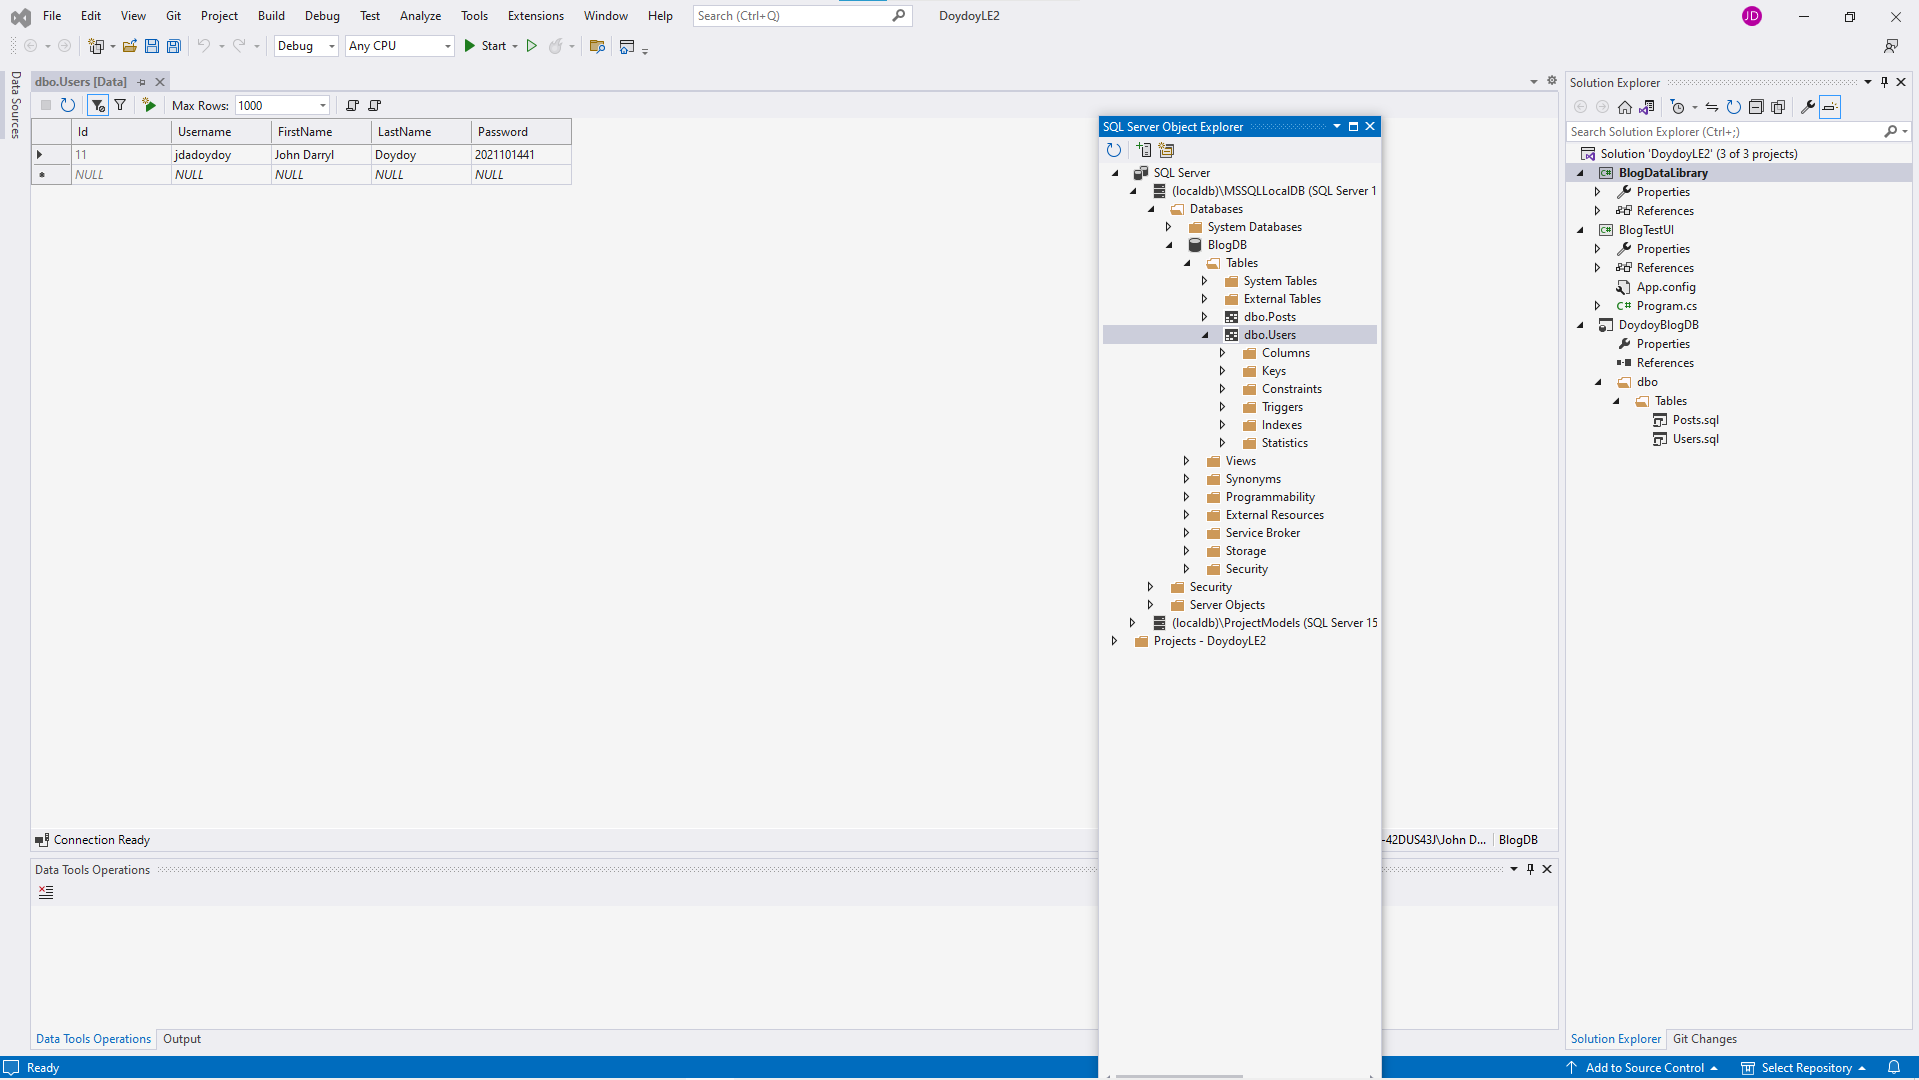 File Edit View Git Project Build Debug Test Analyze Tools Extensions Window Help Search (Ctrl+Q) DoydoyLE2 JD
Debug Any CPU Start
Data Sources
dbo.Users [Data]
Max Rows: 1000
Id Username FirstName LastName Password
11 jdadoydoy John Darryl Doydoy 2021101441
NULL NULL NULL NULL NULL
Connection Ready
-42DUS43J\John D... BlogDB
Data Tools Operations
Data Tools Operations Output
SQL Server Object Explorer
SQL Server
(localdb)\MSSQLLocalDB (SQL Server 1
Databases
System Databases
BlogDB
Tables
System Tables
External Tables
dbo.Posts
dbo.Users
Columns
Keys
Constraints
Triggers
Indexes
Statistics
Views
Synonyms
Programmability
External Resources
Service Broker
Storage
Security
Security
Server Objects
(localdb)\ProjectModels (SQL Server 15
Projects - DoydoyLE2
Solution Explorer
Search Solution Explorer (Ctrl+;)
Solution 'DoydoyLE2' (3 of 3 projects)
C# BlogDataLibrary
Properties
References
C# BlogTestUI
Properties
References
App.config
C# Program.cs
DoydoyBlogDB
Properties
References
dbo
Tables
Posts.sql
Users.sql
Solution Explorer Git Changes
Ready
Add to Source Control Select Repository